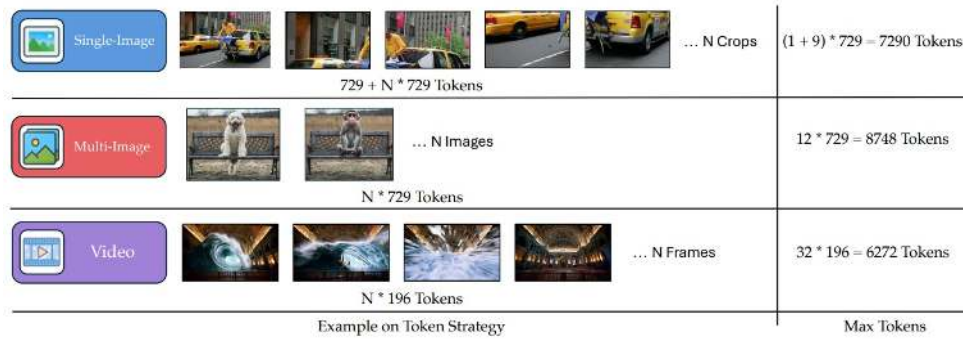 Single-Image
... N Crops
(1 + 9) * 729 = 7290 Tokens
729 + N * 729 Tokens
Multi-Image
... N Images
12 * 729 = 8748 Tokens
N * 729 Tokens
Video
... N Frames
32 * 196 = 6272 Tokens
N * 196 Tokens
Example on Token Strategy
Max Tokens